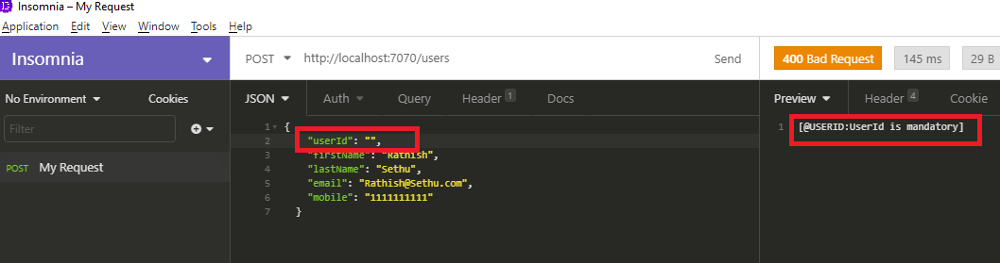 Insomnia – My Request
Application Edit View Window Tools Help
Insomnia
POST http://localhost:7070/users Send
400 Bad Request 145 ms 29 B
No Environment Cookies
JSON Auth Query Header 1 Docs
Preview Header 4 Cookie
Filter
1 {
2 "userId": "",
3 "firstName": "Rathish",
4 "lastName": "Sethu",
5 "email": "Rathish@Sethu.com",
6 "mobile": "1111111111"
7 }
1 [@USERID:UserId is mandatory]
POST My Request